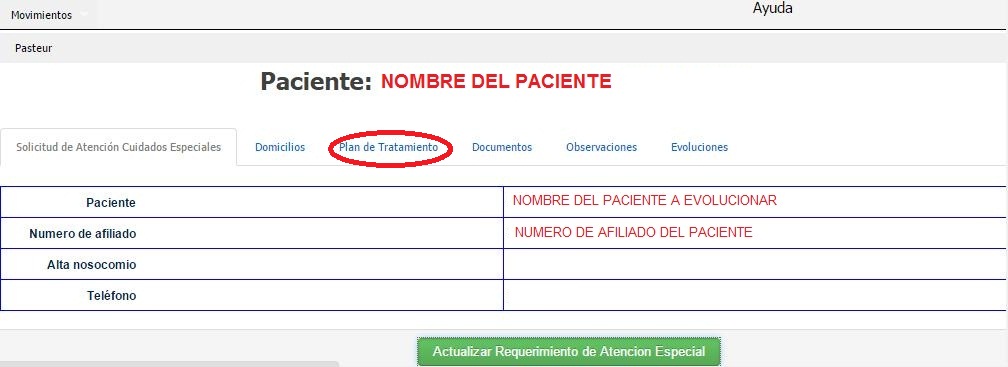 Movimientos
Ayuda
Pasteur
Paciente: NOMBRE DEL PACIENTE
Solicitud de Atención Cuidados Especiales Domicilios Plan de Tratamiento Documentos Observaciones Evoluciones
Paciente NOMBRE DEL PACIENTE A EVOLUCIONAR
Numero de afiliado NUMERO DE AFILIADO DEL PACIENTE
Alta nosocomio
Teléfono
Actualizar Requerimiento de Atencion Especial